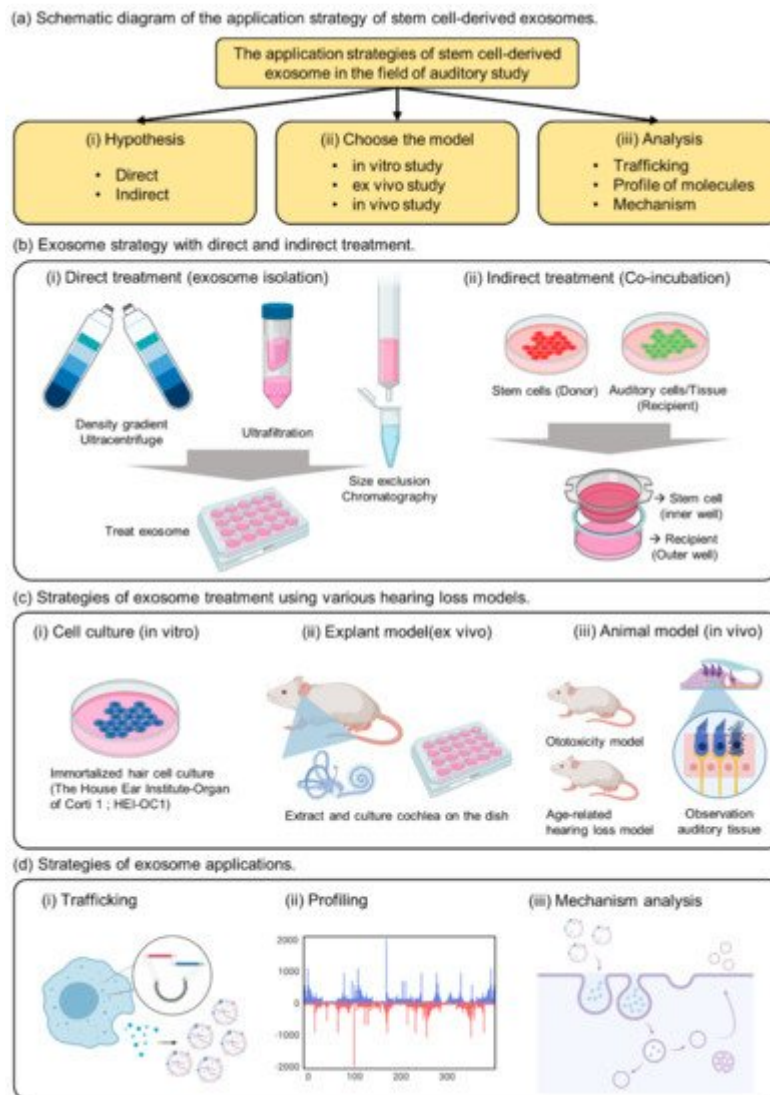 (a) Schematic diagram of the application strategy of stem cell-derived exosomes.
The application strategies of stem cell-derived
exosome in the field of auditory study
(i) Hypothesis
• Direct
• Indirect
(ii) Choose the model
• in vitro study
• ex vivo study
• in vivo study
(iii) Analysis
• Trafficking
• Profile of molecules
• Mechanism
(b) Exosome strategy with direct and indirect treatment.
(i) Direct treatment (exosome isolation)
Density gradient
Ultracentrifuge
Ultrafiltration
Size exclusion
Chromatography
Treat exosome
(ii) Indirect treatment (Co-incubation)
Stem cells (Donor)
Auditory cells/Tissue
(Recipient)
→ Stem cell
(inner well)
→ Recipient
(Outer well)
(c) Strategies of exosome treatment using various hearing loss models.
(i) Cell culture (in vitro)
Immortalized hair cell culture
(The House Ear Institute-Organ
of Corti 1 ; HEI-OC1)
(ii) Explant model(ex vivo)
Extract and culture cochlea on the dish
(iii) Animal model (in vivo)
Ototoxicity model
Age-related
hearing loss model
Observation
auditory tissue
(d) Strategies of exosome applications.
(i) Trafficking
(ii) Profiling
2000
1000
0
-1000
-2000
0
100
200
300
(iii) Mechanism analysis